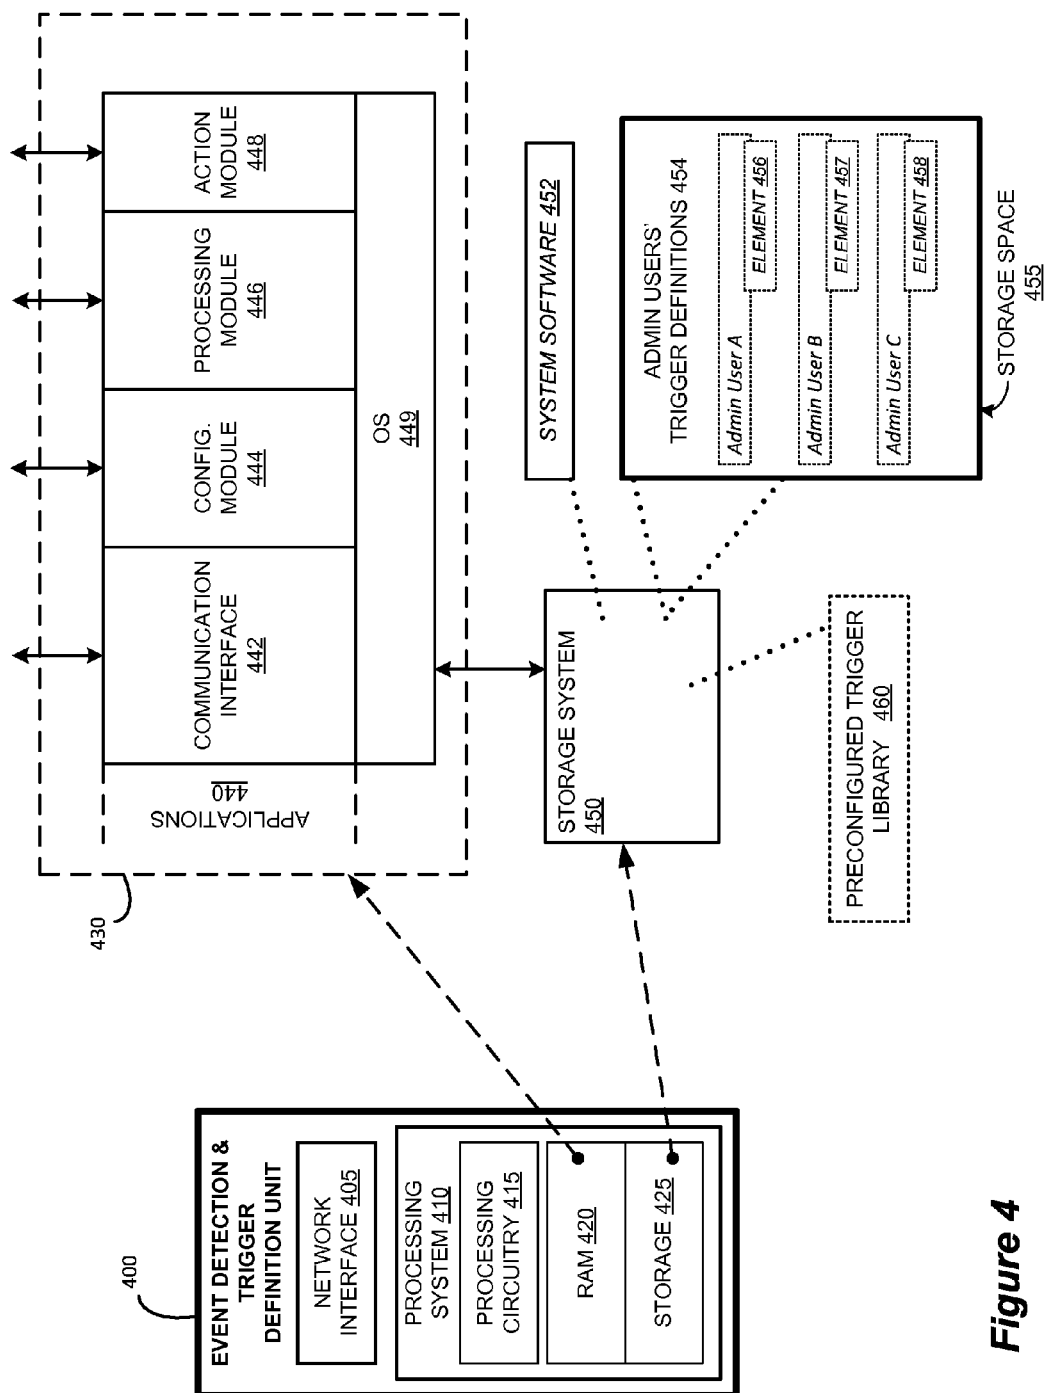 400
EVENT DETECTION &
TRIGGER
DEFINITION UNIT
NETWORK
INTERFACE 405
PROCESSING
SYSTEM 410
PROCESSING
CIRCUITRY 415
RAM 420
STORAGE 425
430
APPLICATIONS
440
COMMUNICATION
INTERFACE
442
CONFIG.
MODULE
444
PROCESSING
MODULE
446
ACTION
MODULE
448
OS
449
STORAGE SYSTEM
450
SYSTEM SOFTWARE 452
ADMIN USERS'
TRIGGER DEFINITIONS 454
Admin User A
ELEMENT 456
Admin User B
ELEMENT 457
Admin User C
ELEMENT 458
STORAGE SPACE
455
PRECONFIGURED TRIGGER
LIBRARY 460
Figure 4